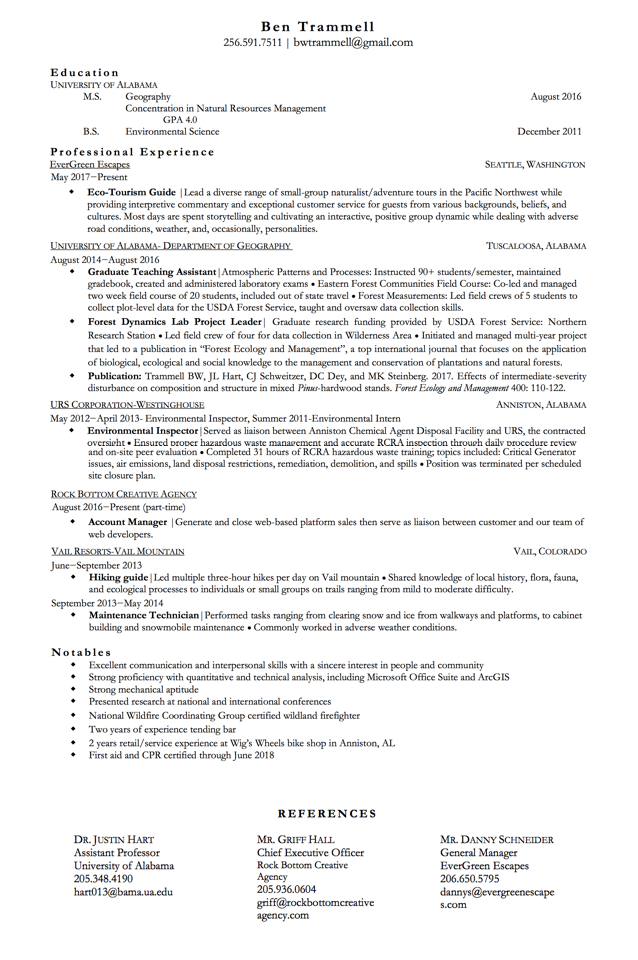 Ben Trammell
256.591.7511 | bwtrammell@gmail.com
Education
UNIVERSITY OF ALABAMA
M.S. Geography August 2016
Concentration in Natural Resources Management
GPA 4.0
B.S. Environmental Science December 2011
Professional Experience
EverGreen Escapes SEATTLE, WASHINGTON
May 2017–Present
◆ Eco-Tourism Guide |Lead a diverse range of small-group naturalist/adventure tours in the Pacific Northwest while
providing interpretive commentary and exceptional customer service for guests from various backgrounds, beliefs, and
cultures. Most days are spent storytelling and cultivating an interactive, positive group dynamic while dealing with adverse
road conditions, weather, and, occasionally, personalities.
UNIVERSITY OF ALABAMA- DEPARTMENT OF GEOGRAPHY TUSCALOOSA, ALABAMA
August 2014–August 2016
◆ Graduate Teaching Assistant|Atmospheric Patterns and Processes: Instructed 90+ students/semester, maintained
gradebook, created and administered laboratory exams • Eastern Forest Communities Field Course: Co-led and managed
two week field course of 20 students, included out of state travel • Forest Measurements: Led field crews of 5 students to
collect plot-level data for the USDA Forest Service, taught and oversaw data collection skills.
◆ Forest Dynamics Lab Project Leader| Graduate research funding provided by USDA Forest Service: Northern
Research Station • Led field crew of four for data collection in Wilderness Area • Initiated and managed multi-year project
that led to a publication in “Forest Ecology and Management”, a top international journal that focuses on the application
of biological, ecological and social knowledge to the management and conservation of plantations and natural forests.
◆ Publication: Trammell BW, JL Hart, CJ Schweitzer, DC Dey, and MK Steinberg. 2017. Effects of intermediate-severity
disturbance on composition and structure in mixed Pinus-hardwood stands. Forest Ecology and Management 400: 110-122.
URS CORPORATION-WESTINGHOUSE ANNISTON, ALABAMA
May 2012–April 2013- Environmental Inspector, Summer 2011-Environmental Intern
◆ Environmental Inspector|Served as liaison between Anniston Chemical Agent Disposal Facility and URS, the contracted
oversight • Ensured proper hazardous waste management and accurate RCRA inspection through daily procedure review
and on-site peer evaluation • Completed 31 hours of RCRA hazardous waste training; topics included: Critical Generator
issues, air emissions, land disposal restrictions, remediation, demolition, and spills • Position was terminated per scheduled
site closure plan.
ROCK BOTTOM CREATIVE AGENCY
August 2016–Present (part-time)
◆ Account Manager |Generate and close web-based platform sales then serve as liaison between customer and our team of
web developers.
VAIL RESORTS-VAIL MOUNTAIN VAIL, COLORADO
June–September 2013
◆ Hiking guide|Led multiple three-hour hikes per day on Vail mountain • Shared knowledge of local history, flora, fauna,
and ecological processes to individuals or small groups on trails ranging from mild to moderate difficulty.
September 2013–May 2014
◆ Maintenance Technician|Performed tasks ranging from clearing snow and ice from walkways and platforms, to cabinet
building and snowmobile maintenance • Commonly worked in adverse weather conditions.
Notables
◆ Excellent communication and interpersonal skills with a sincere interest in people and community
◆ Strong proficiency with quantitative and technical analysis, including Microsoft Office Suite and ArcGIS
◆ Strong mechanical aptitude
◆ Presented research at national and international conferences
◆ National Wildfire Coordinating Group certified wildland firefighter
◆ Two years of experience tending bar
◆ 2 years retail/service experience at Wig’s Wheels bike shop in Anniston, AL
◆ First aid and CPR certified through June 2018
REFERENCES
DR. JUSTIN HART
Assistant Professor
University of Alabama
205.348.4190
hart013@bama.ua.edu
MR. GRIFF HALL
Chief Executive Officer
Rock Bottom Creative
Agency
205.936.0604
griff@rockbottomcreative
agency.com
MR. DANNY SCHNEIDER
General Manager
EverGreen Escapes
206.650.5795
dannys@evergreenescape
s.com